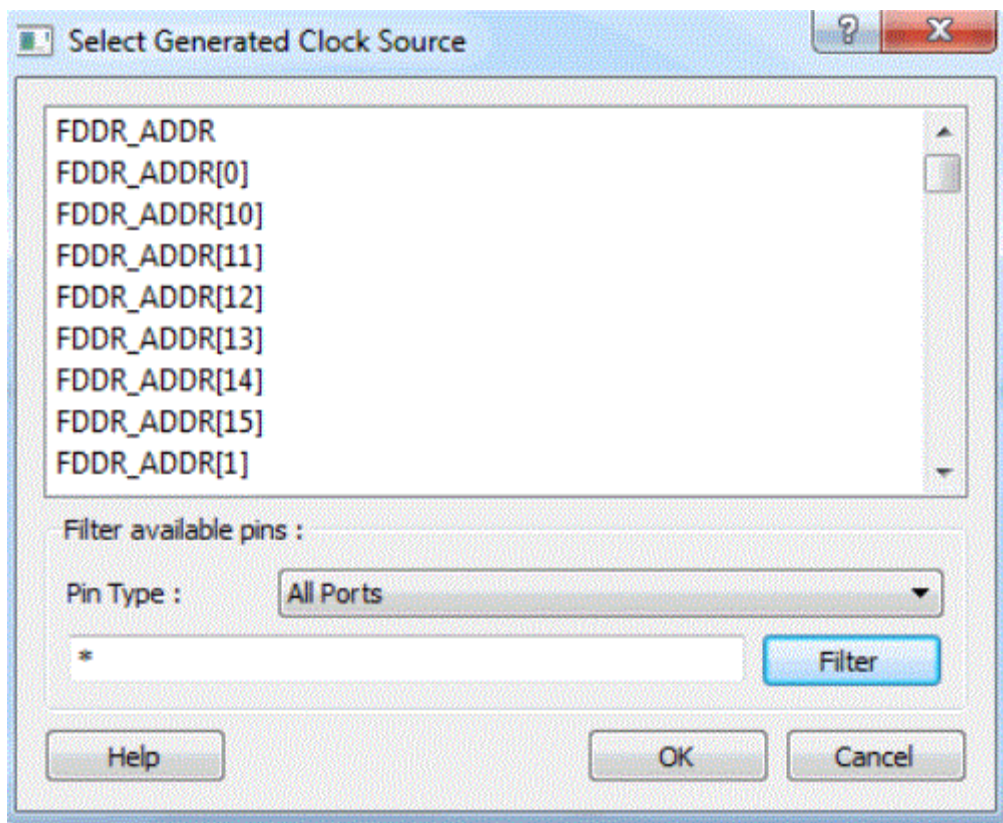 Select Generated Clock Source
FDDR_ADDR
FDDR_ADDR[0]
FDDR_ADDR[10]
FDDR_ADDR[11]
FDDR_ADDR[12]
FDDR_ADDR[13]
FDDR_ADDR[14]
FDDR_ADDR[15]
FDDR_ADDR[1]
Filter available pins :
Pin Type : All Ports
* Filter
Help OK Cancel